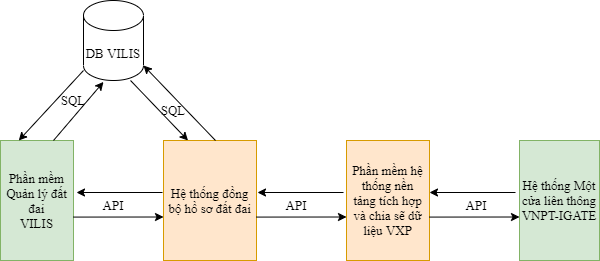 DB VILIS
SQL
SQL
Phần mềm
Quản lý đất
đai
VILIS
API
Hệ thống đồng
bộ hồ sơ đất đai
API
Phần mềm hệ
thống nền
tảng tích hợp
và chia sẽ dữ
liệu VXP
API
Hệ thống Một
cửa liên thông
VNPT-IGATE